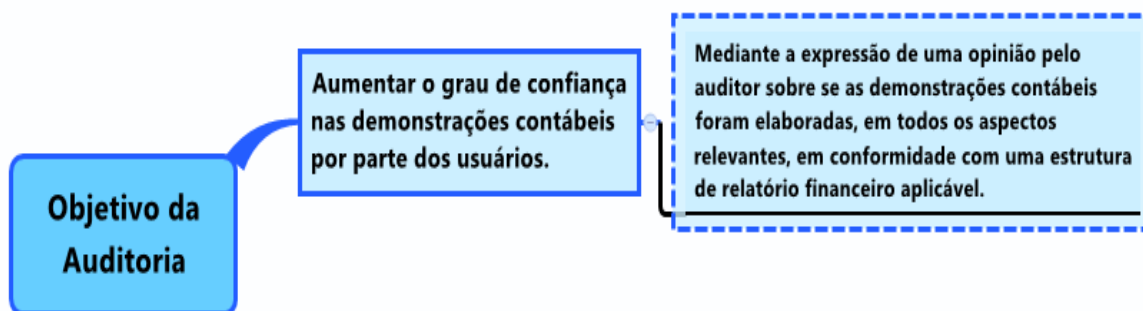 Objetivo da
Auditoria
Aumentar o grau de confiança
nas demonstrações contábeis
por parte dos usuários.
Mediante a expressão de uma opinião pelo
auditor sobre se as demonstrações contábeis
foram elaboradas, em todos os aspectos
relevantes, em conformidade com uma estrutura
de relatório financeiro aplicável.